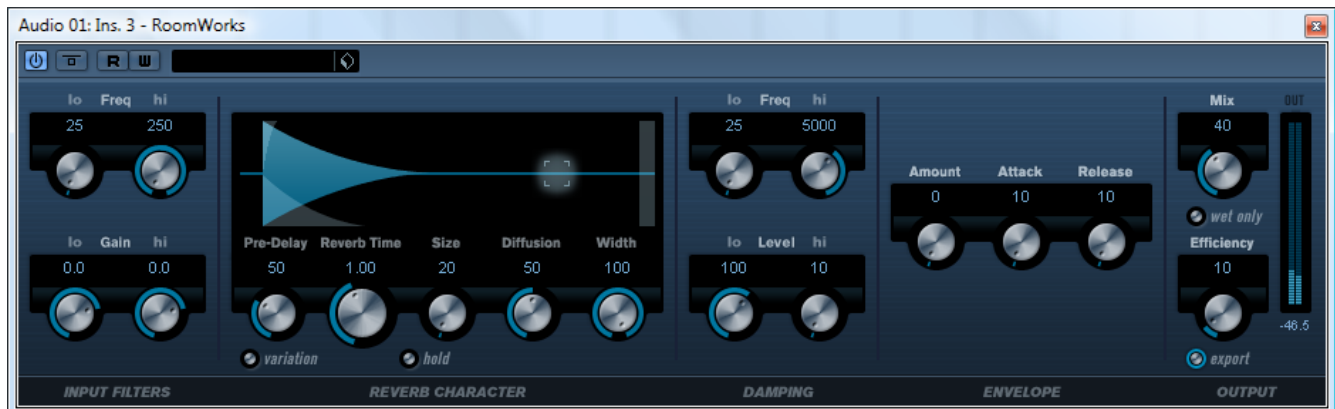 Audio 01: Ins. 3 - RoomWorks
R W
lo Freq hi
25 250
lo Gain hi
0.0 0.0
INPUT FILTERS
Pre-Delay Reverb Time Size Diffusion Width
50 1.00 20 50 100
variation hold
REVERB CHARACTER
lo Freq hi
25 5000
lo Level hi
100 10
DAMPING
Amount Attack Release
0 10 10
ENVELOPE
Mix OUT
40
wet only
Efficiency
10
-46.5
export
OUTPUT